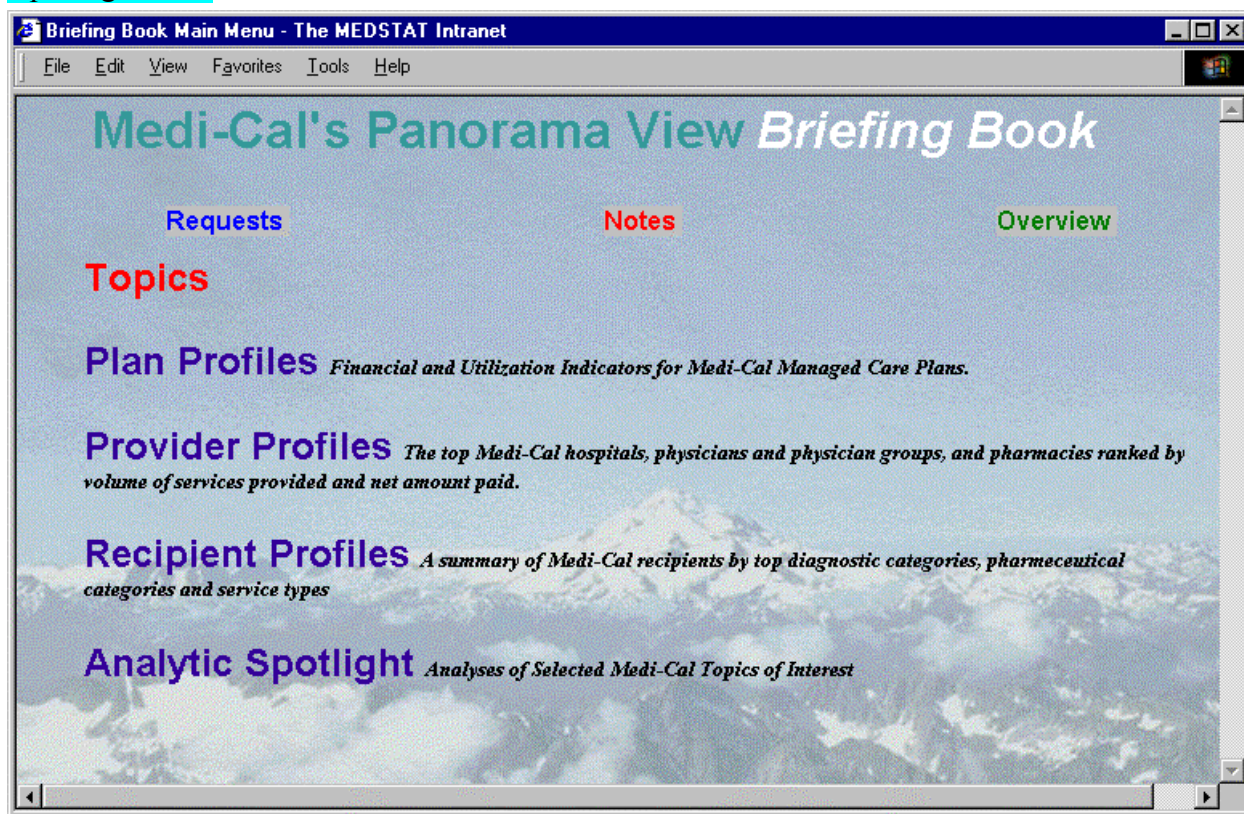 Briefing Book Main Menu - The MEDSTAT Intranet
File Edit View Favorites Tools Help
Medi-Cal's Panorama View Briefing Book
Requests Notes Overview
Topics
Plan Profiles Financial and Utilization Indicators for Medi-Cal Managed Care Plans.
Provider Profiles The top Medi-Cal hospitals, physicians and physician groups, and pharmacies ranked by
volume of services provided and net amount paid.
Recipient Profiles A summary of Medi-Cal recipients by top diagnostic categories, pharmeceutical
categories and service types
Analytic Spotlight Analyses of Selected Medi-Cal Topics of Interest